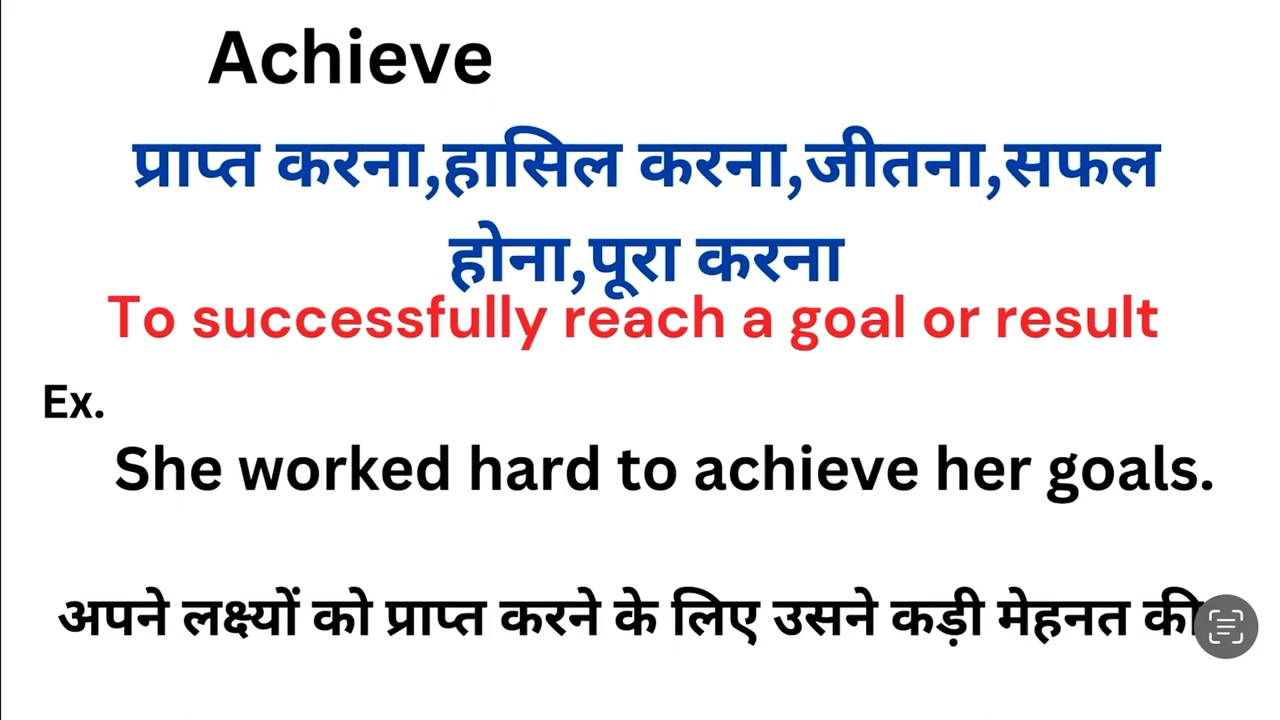 Achieve
प्राप्त करना,हासिल करना,जीतना,सफल
होना,पूरा करना
To successfully reach a goal or result
Ex.
She worked hard to achieve her goals.
अपने लक्ष्यों को प्राप्त करने के लिए उसने कड़ी मेहनत की